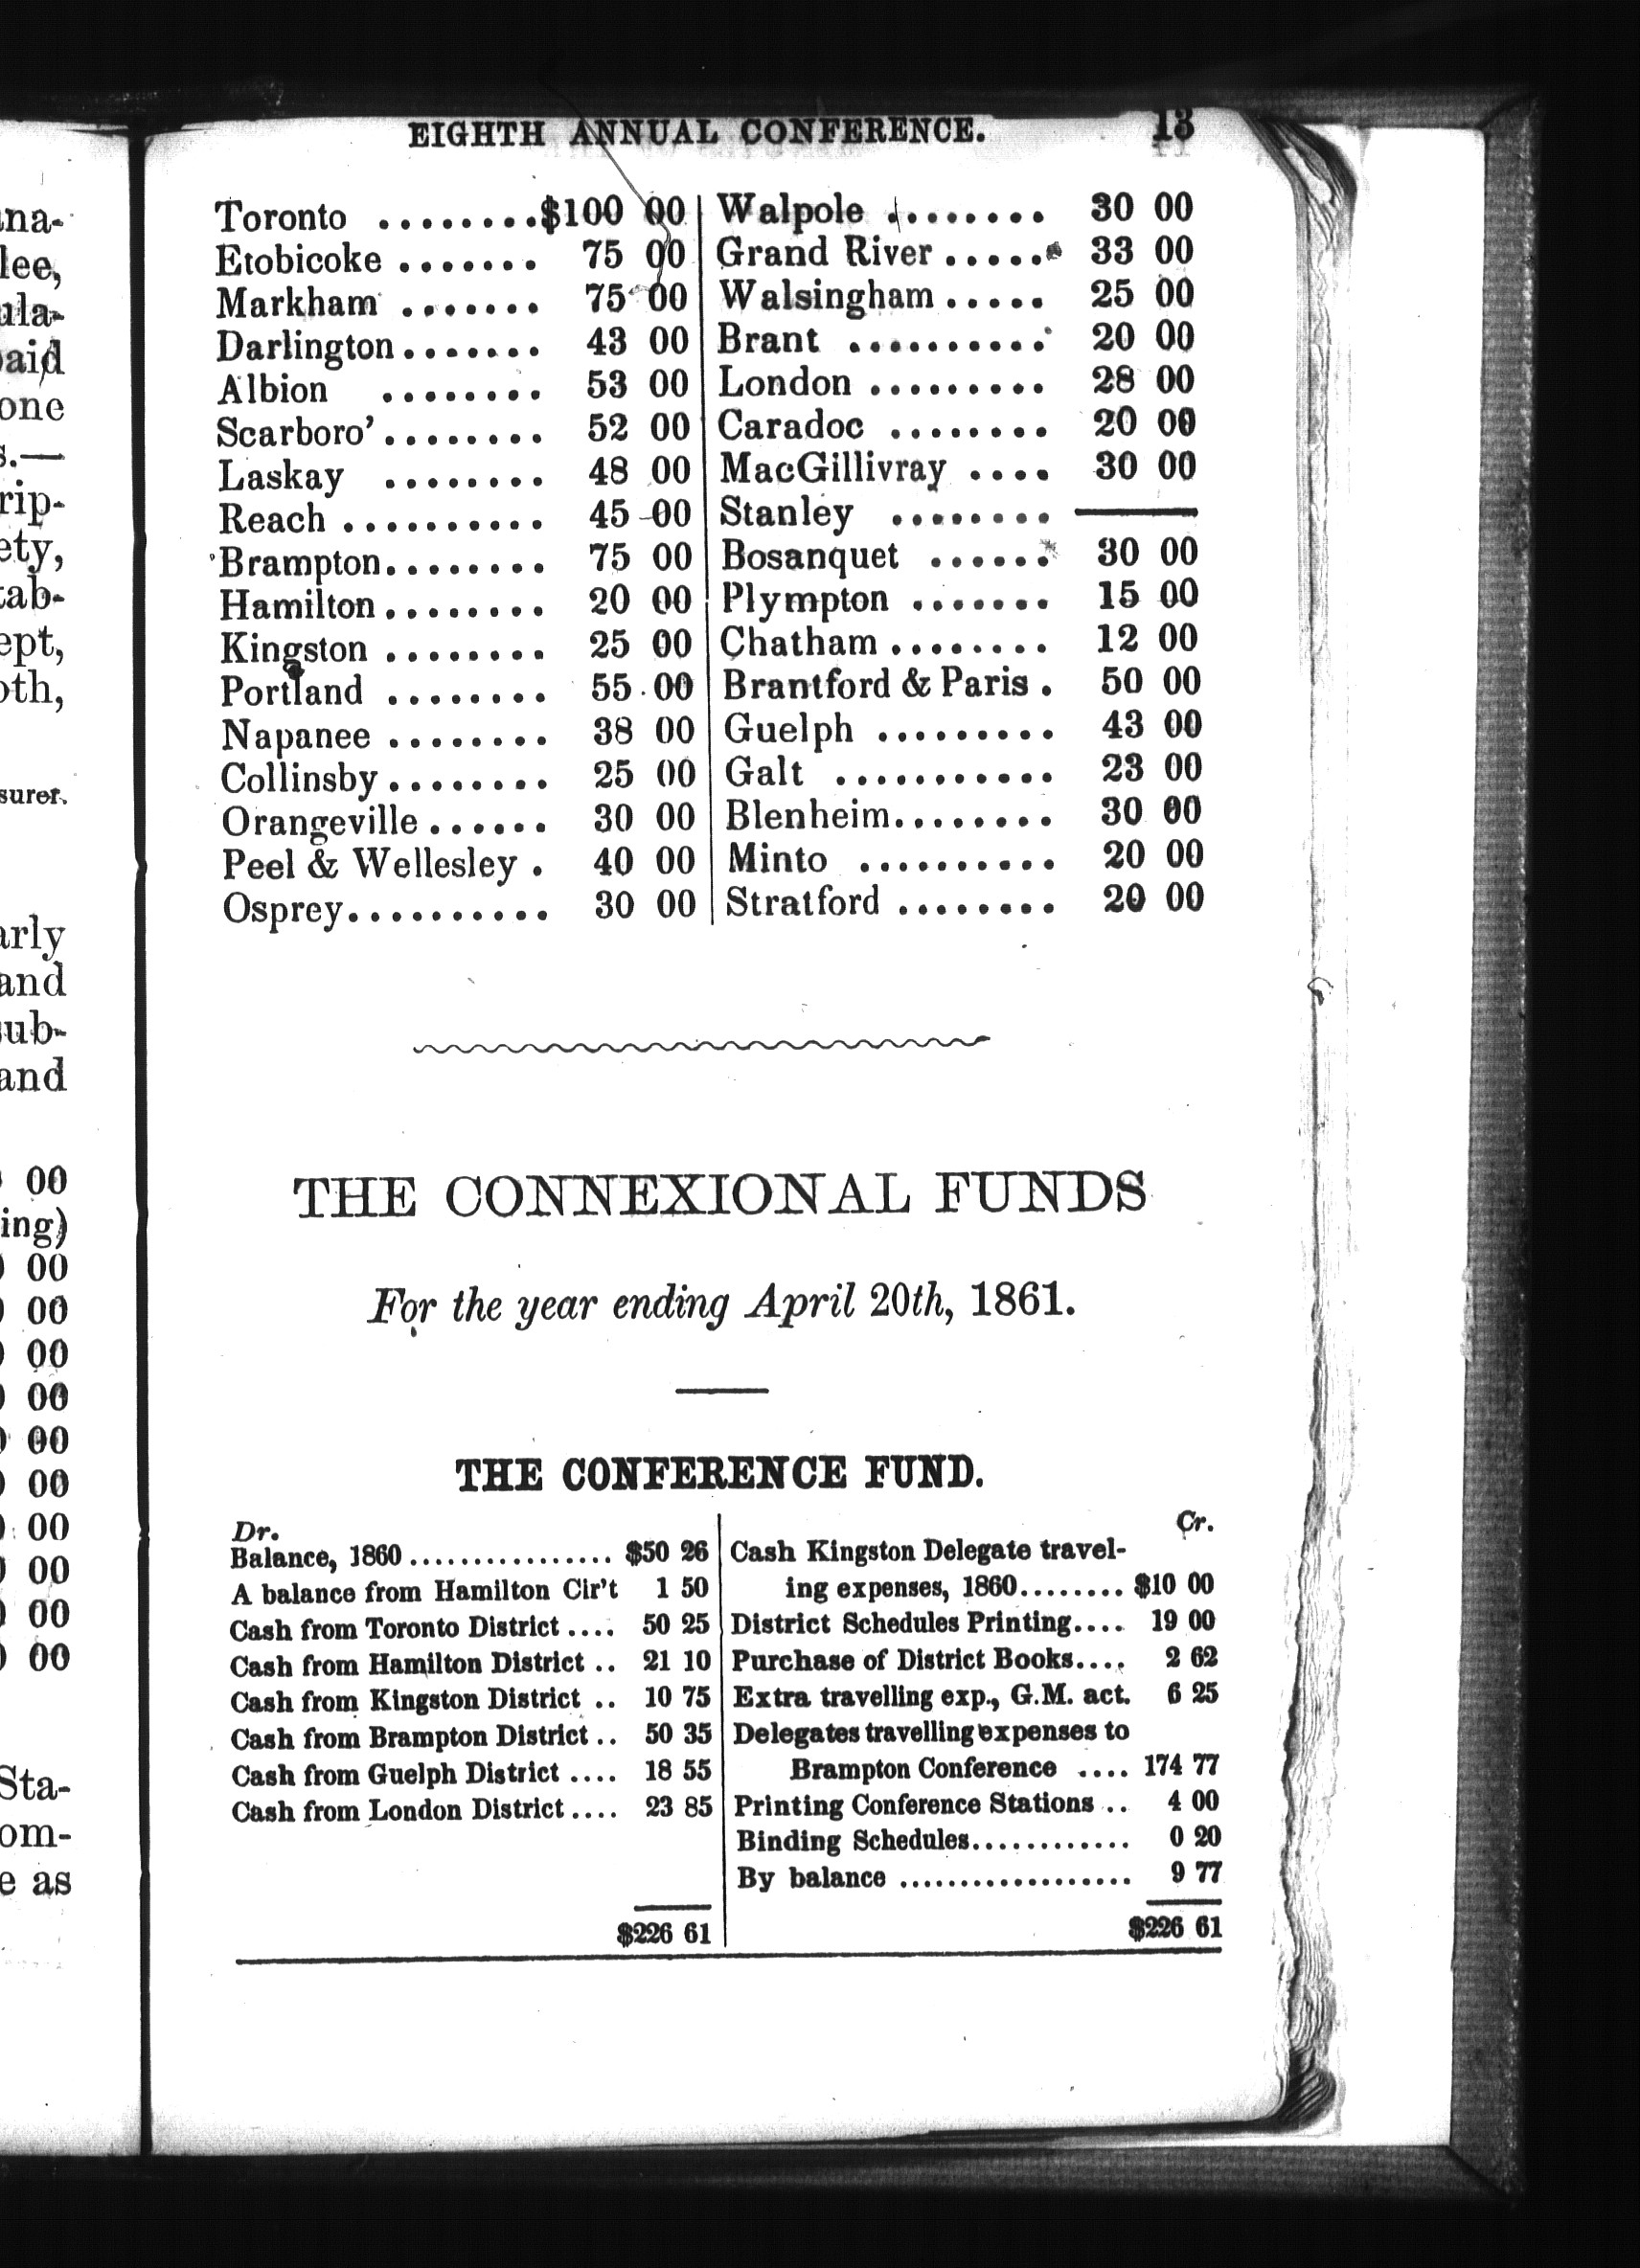 EIGHTH ANNUAL CONFERENCE. 13
Toronto ........$100 00
Etobicoke ....... 75 00
Markham ....... 75 00
Darlington....... 43 00
Albion ........ 53 00
Scarboro'........ 52 00
Laskay ........ 48 00
Reach .......... 45 00
Brampton........ 75 00
Hamilton........ 20 00
Kingston ........ 25 00
Portland ........ 55 00
Napanee ........ 38 00
Collinsby........ 25 00
Orangeville ...... 30 00
Peel & Wellesley . 40 00
Osprey.......... 30 00
Walpole ........ 30 00
Grand River ...... 33 00
Walsingham ..... 25 00
Brant .......... 20 00
London ......... 28 00
Caradoc ........ 20 00
MacGillivray .... 30 00
Stanley ........ ———
Bosanquet ...... 30 00
Plympton ....... 15 00
Chatham ........ 12 00
Brantford & Paris . 50 00
Guelph ......... 43 00
Galt ........... 23 00
Blenheim........ 30 00
Minto .......... 20 00
Stratford ........ 20 00
THE CONNEXIONAL FUNDS
For the year ending April 20th, 1861.
THE CONFERENCE FUND.
Dr.
Balance, 1860 ................ $50 26
A balance from Hamilton Cir't 1 50
Cash from Toronto District .... 50 25
Cash from Hamilton District .. 21 10
Cash from Kingston District .. 10 75
Cash from Brampton District .. 50 35
Cash from Guelph District .... 18 55
Cash from London District .... 23 85
$226 61
Cr.
Cash Kingston Delegate travel-
ing expenses, 1860........ $10 00
District Schedules Printing.... 19 00
Purchase of District Books.... 2 62
Extra travelling exp., G.M. act. 6 25
Delegates travelling expenses to
Brampton Conference .... 174 77
Printing Conference Stations .. 4 00
Binding Schedules............. 0 20
By balance ................... 9 77
$226 61